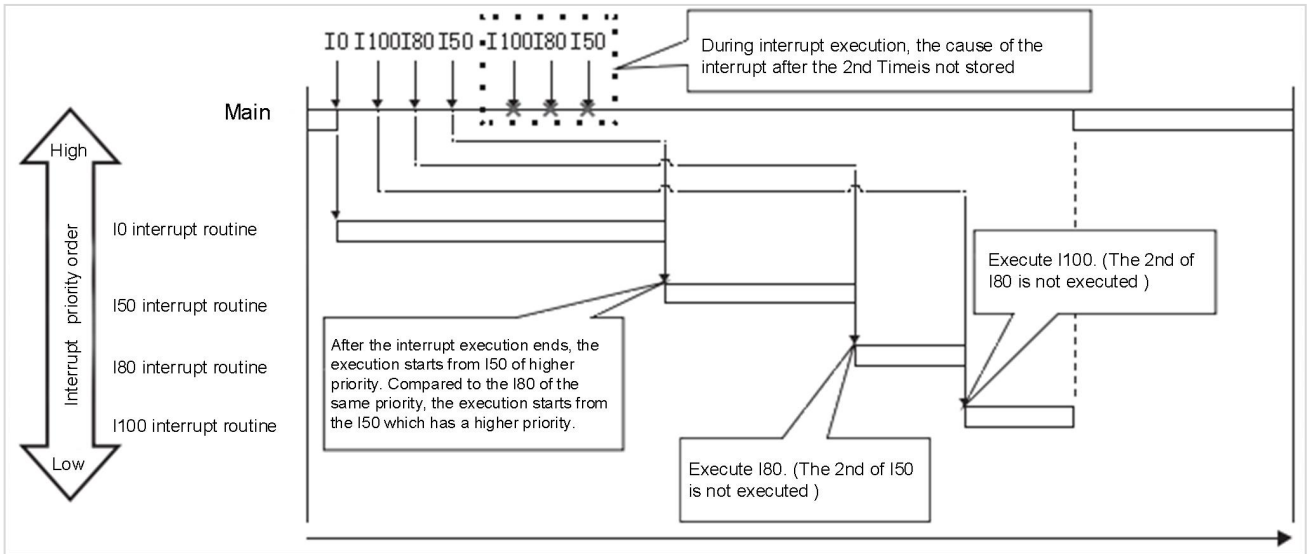 I0 I100 I80 I50 I100 I80 I50
During interrupt execution, the cause of the
interrupt after the 2nd Timeis not stored
Main
High
Interrupt priority order
Low
I0 interrupt routine
I50 interrupt routine
I80 interrupt routine
I100 interrupt routine
Execute I100. (The 2nd of
I80 is not executed )
After the interrupt execution ends, the
execution starts from I50 of higher
priority. Compared to the I80 of the
same priority, the execution starts from
the I50 which has a higher priority.
Execute I80. (The 2nd of I50
is not executed )